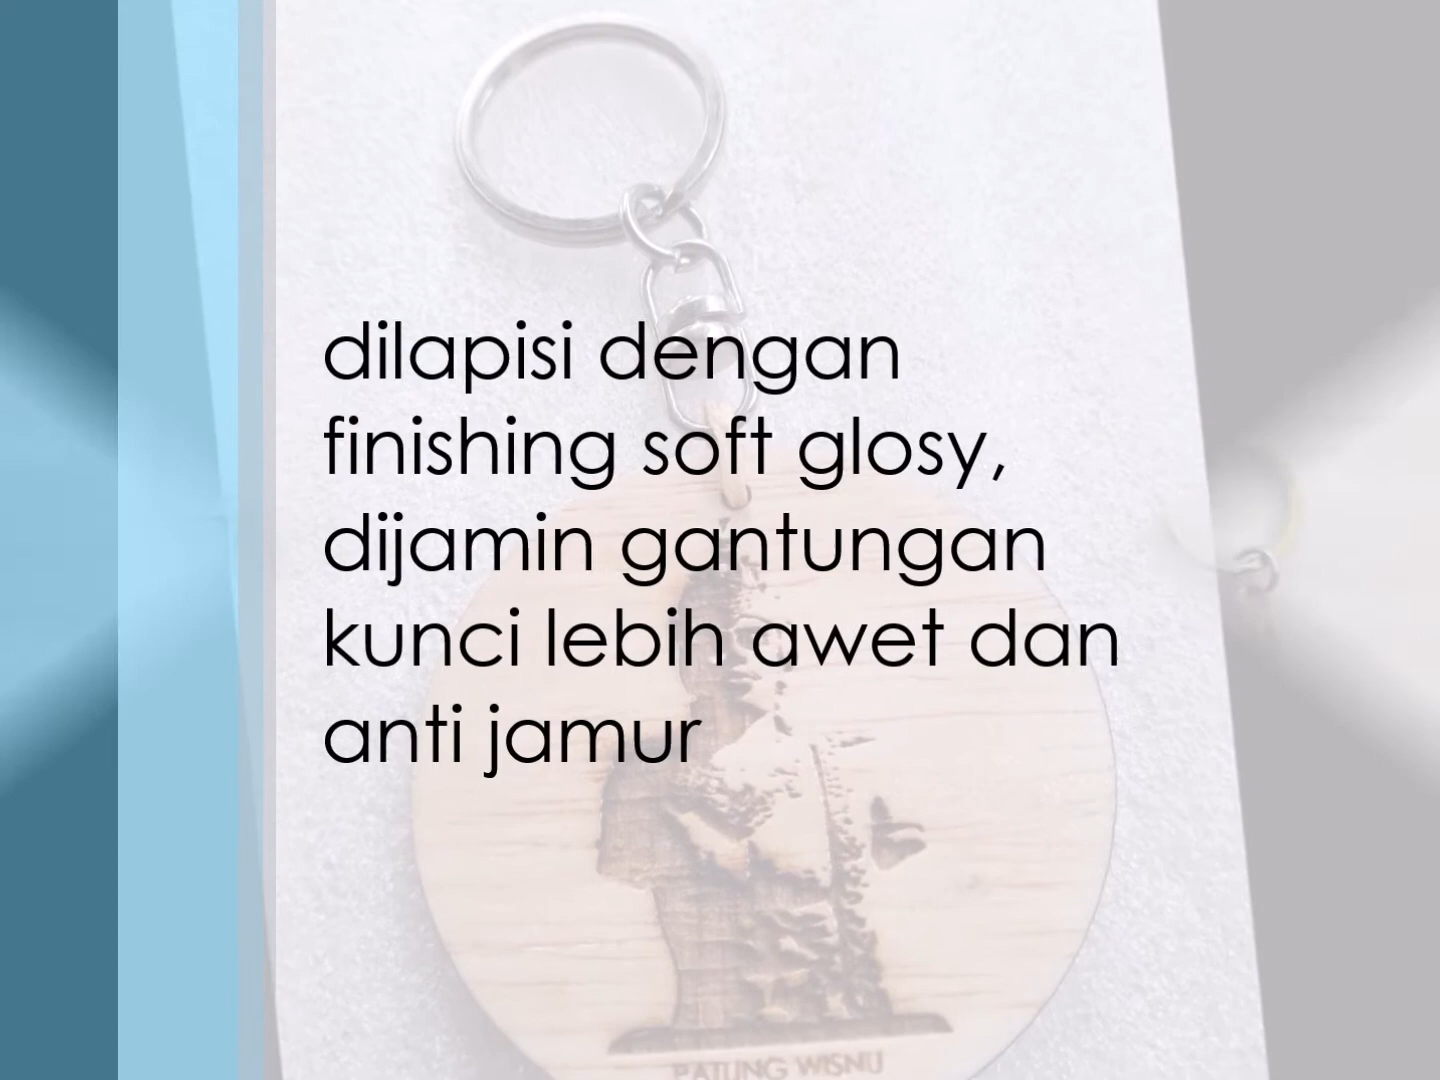 dilapisi dengan
finishing soft glosy,
dijamin gantungan
kunci lebih awet dan
anti jamur
PATUNG WISNU